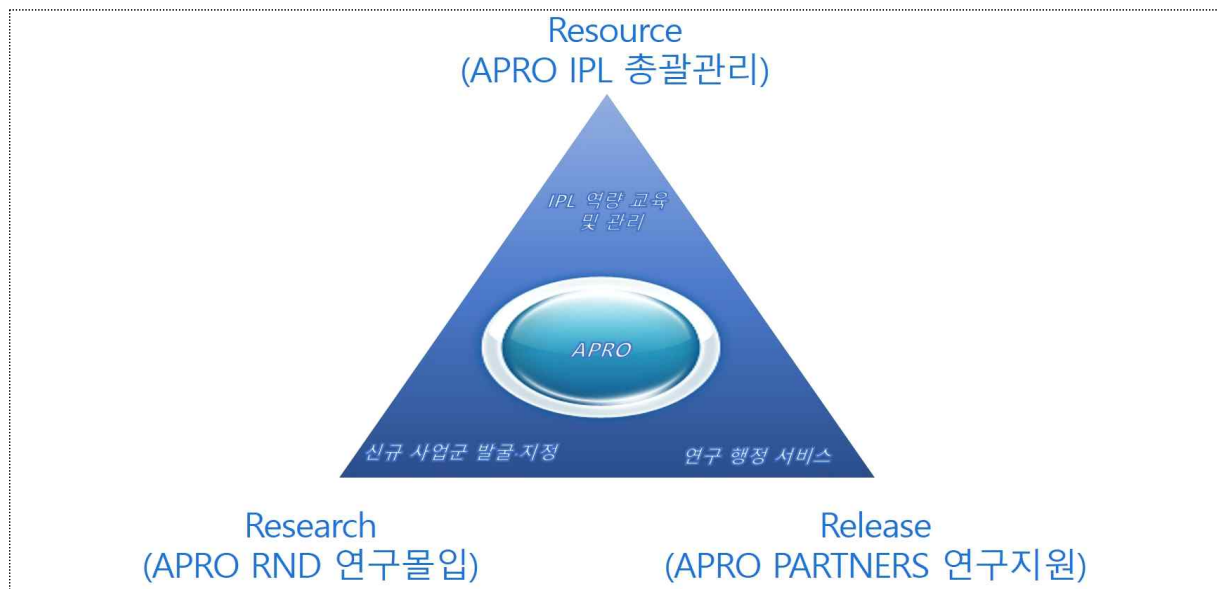 Resource
(APRO IPL 총괄관리)
IPL 역량 교육
및 관리
APRO
신규 사업군 발굴·지정
연구 행정 서비스
Research
(APRO RND 연구몰입)
Release
(APRO PARTNERS 연구지원)